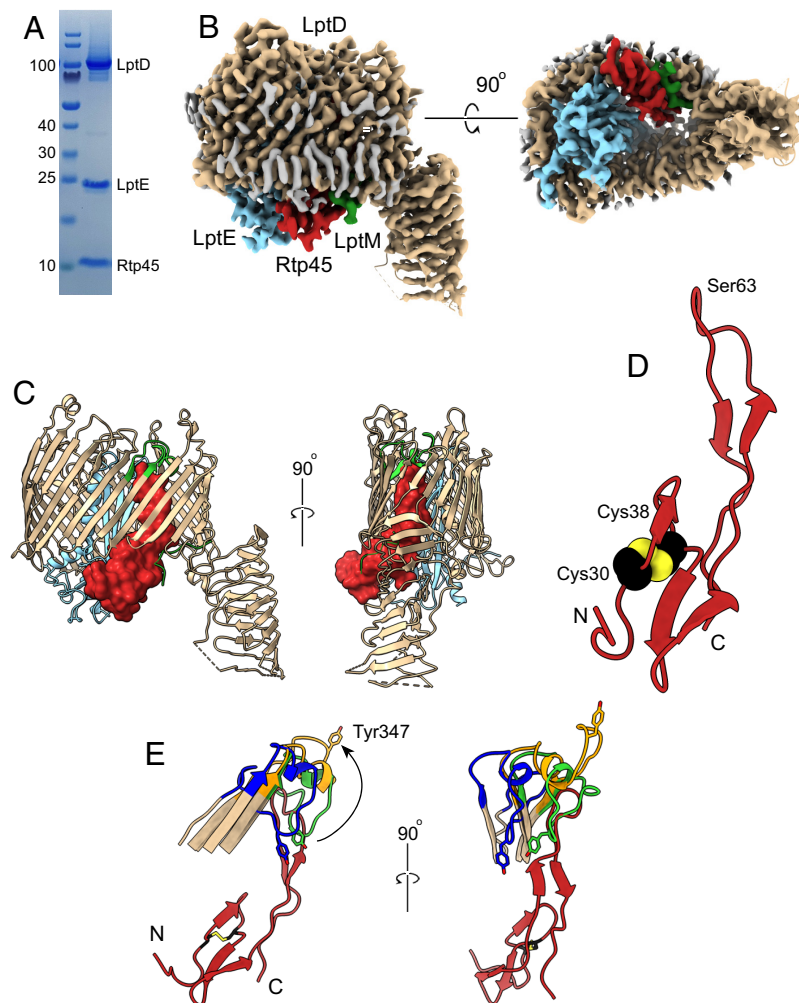 A
100
40
30
25
10
LptD
LptE
Rtp45
B
LptD
LptE
Rtp45
LptM
90°
C
90°
D
Ser63
Cys38
Cys30
N
C
E
Tyr347
N
C
90°